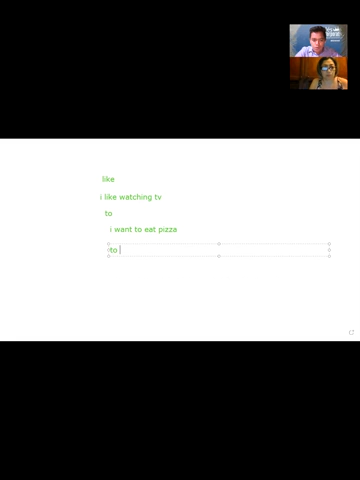 like
i like watching tv
to
i want to eat pizza
to